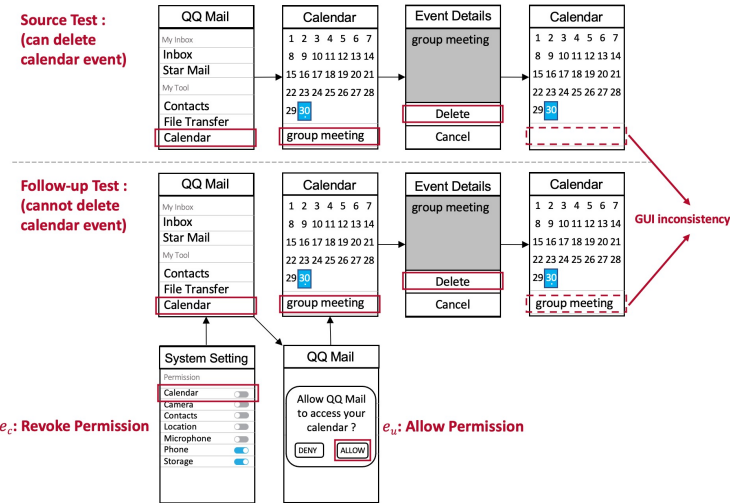 Source Test :
(can delete
calendar event)
QQ Mail
My Inbox
Inbox
Star Mail
My Tool
Contacts
File Transfer
Calendar
Calendar
1 2 3 4 5 6 7
8 9 10 11 12 13 14
15 16 17 18 19 20 21
22 23 24 25 26 27 28
29 30
group meeting
Event Details
group meeting
Delete
Cancel
Calendar
1 2 3 4 5 6 7
8 9 10 11 12 13 14
15 16 17 18 19 20 21
22 23 24 25 26 27 28
29 30
GUI inconsistency
Follow-up Test :
(cannot delete
calendar event)
QQ Mail
My Inbox
Inbox
Star Mail
My Tool
Contacts
File Transfer
Calendar
Calendar
1 2 3 4 5 6 7
8 9 10 11 12 13 14
15 16 17 18 19 20 21
22 23 24 25 26 27 28
29 30
group meeting
Event Details
group meeting
Delete
Cancel
Calendar
1 2 3 4 5 6 7
8 9 10 11 12 13 14
15 16 17 18 19 20 21
22 23 24 25 26 27 28
29 30
group meeting
e_c: Revoke Permission
System Setting
Permission
Calendar
Camera
Contacts
Location
Microphone
Phone
Storage
QQ Mail
Allow QQ Mail
to access your
calendar ?
DENY
ALLOW
e_u: Allow Permission